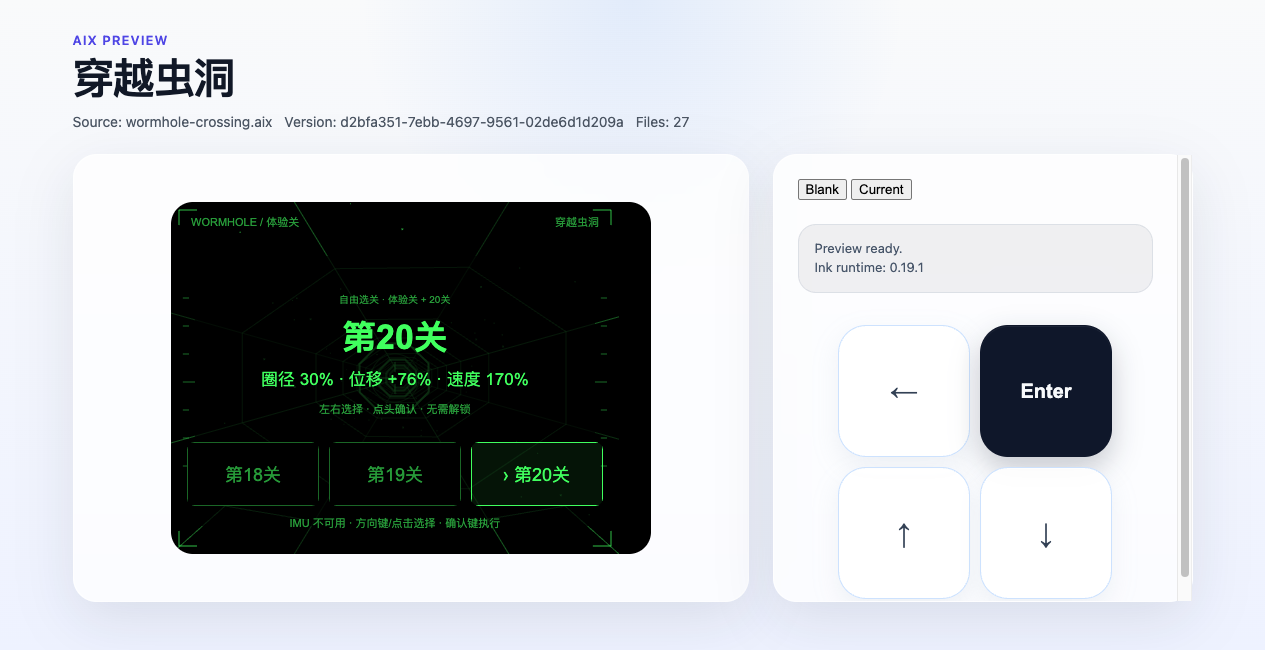 AIX PREVIEW
穿越虫洞
Source: wormhole-crossing.aix Version: d2bfa351-7ebb-4697-9561-02de6d1d209a Files: 27
WORMHOLE / 体验关
穿越虫洞
自由选关 · 体验关 + 20关
第20关
圈径 30% · 位移 +76% · 速度 170%
左右选择 · 点头确认 · 无需解锁
第18关
第19关
› 第20关
IMU 不可用 · 方向键/点击选择 · 确认键执行
Blank
Current
Preview ready.
Ink runtime: 0.19.1
←
Enter
↑
↓